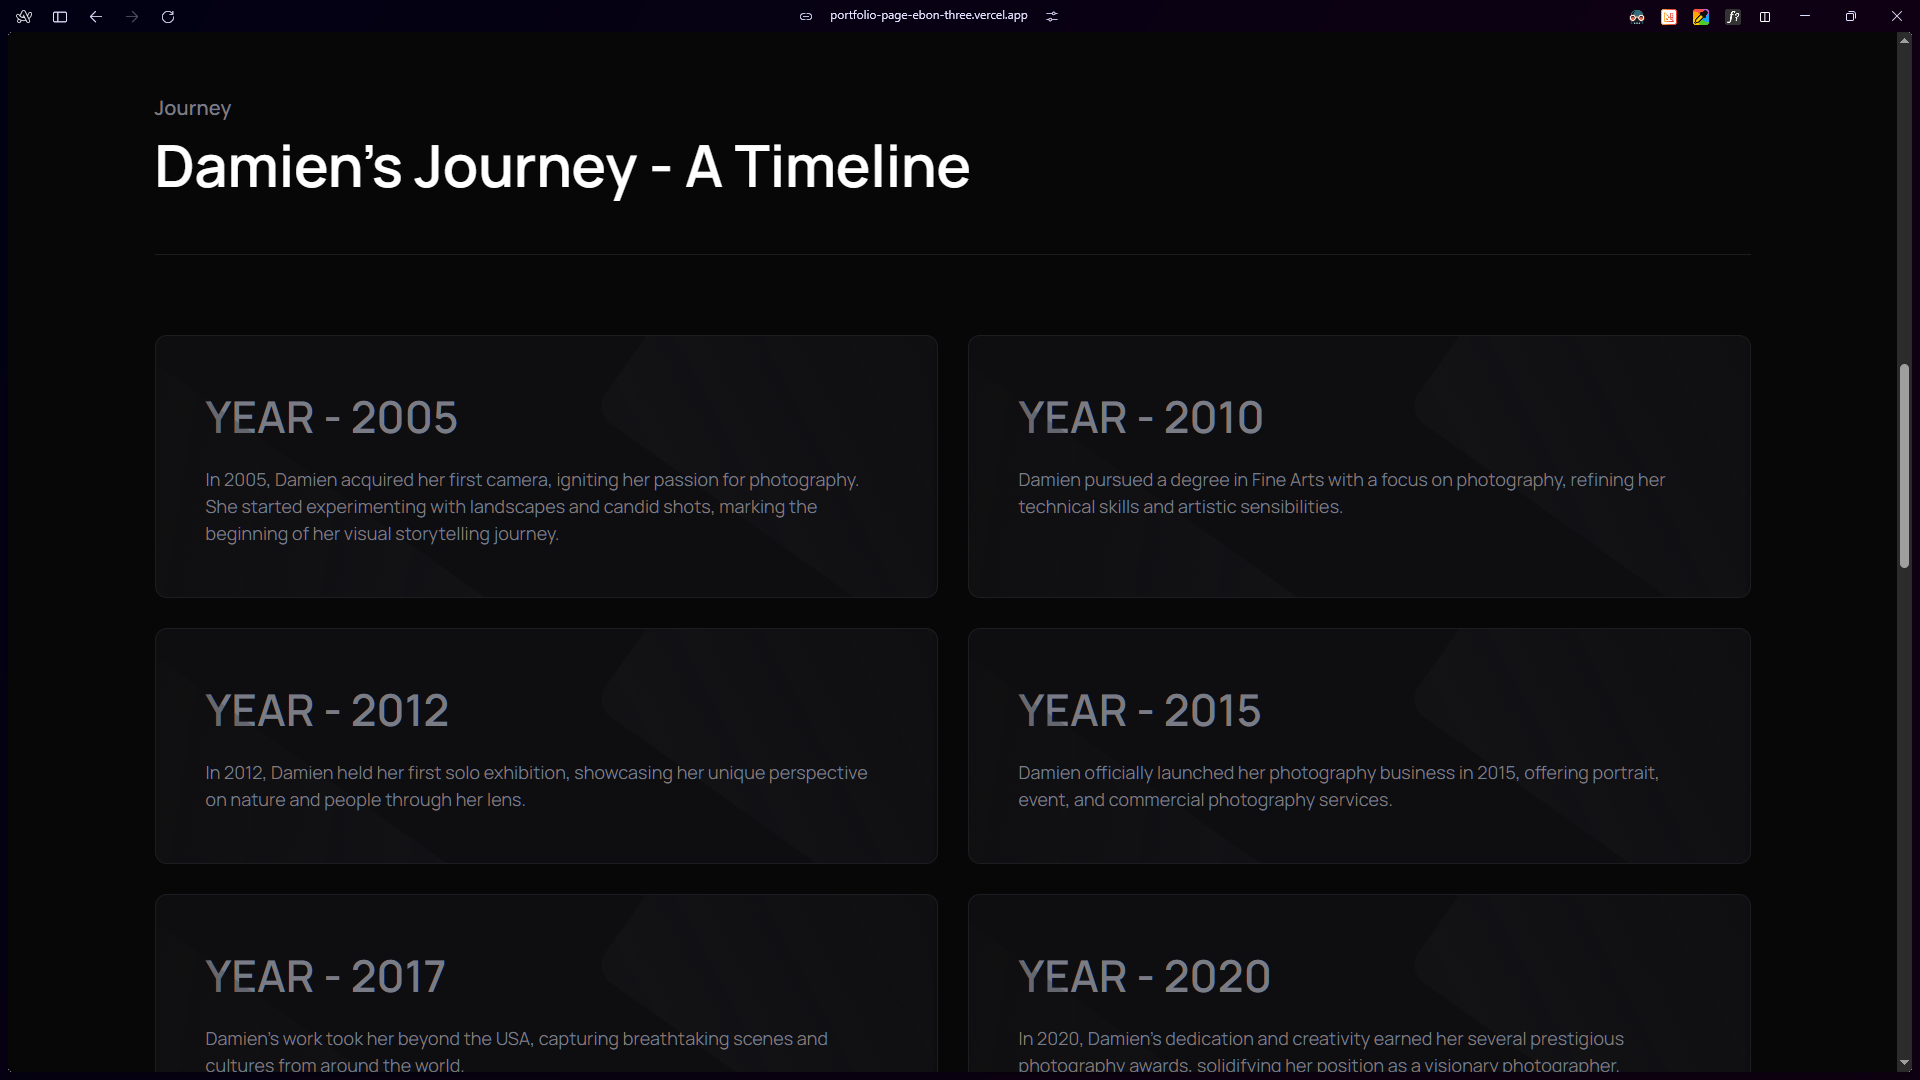 portfolio-page-ebon-three.vercel.app
Journey
Damien’s Journey - A Timeline
YEAR - 2005
In 2005, Damien acquired her first camera, igniting her passion for photography.
She started experimenting with landscapes and candid shots, marking the
beginning of her visual storytelling journey.
YEAR - 2010
Damien pursued a degree in Fine Arts with a focus on photography, refining her
technical skills and artistic sensibilities.
YEAR - 2012
In 2012, Damien held her first solo exhibition, showcasing her unique perspective
on nature and people through her lens.
YEAR - 2015
Damien officially launched her photography business in 2015, offering portrait,
event, and commercial photography services.
YEAR - 2017
Damien’s work took her beyond the USA, capturing breathtaking scenes and
cultures from around the world.
YEAR - 2020
In 2020, Damien’s dedication and creativity earned her several prestigious
photography awards, solidifying her position as a visionary photographer.